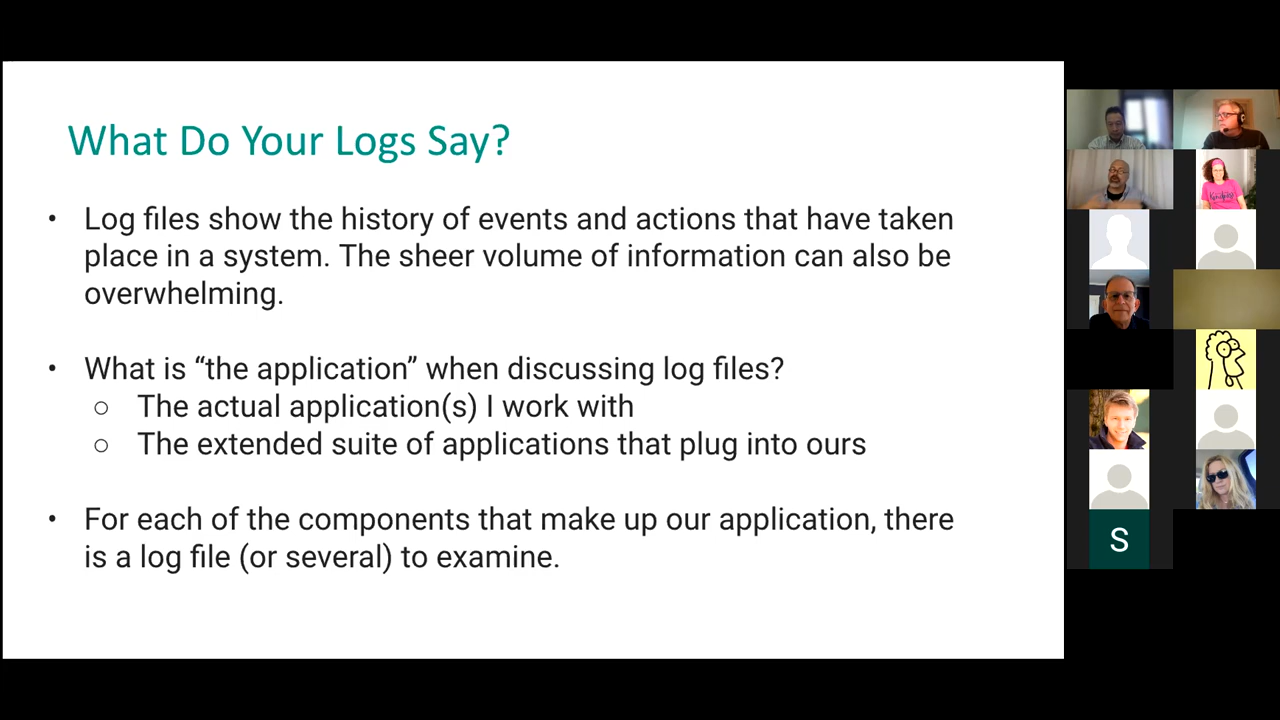 What Do Your Logs Say?
• Log files show the history of events and actions that have taken
place in a system. The sheer volume of information can also be
overwhelming.
• What is “the application” when discussing log files?
○ The actual application(s) I work with
○ The extended suite of applications that plug into ours
• For each of the components that make up our application, there
is a log file (or several) to examine.
S